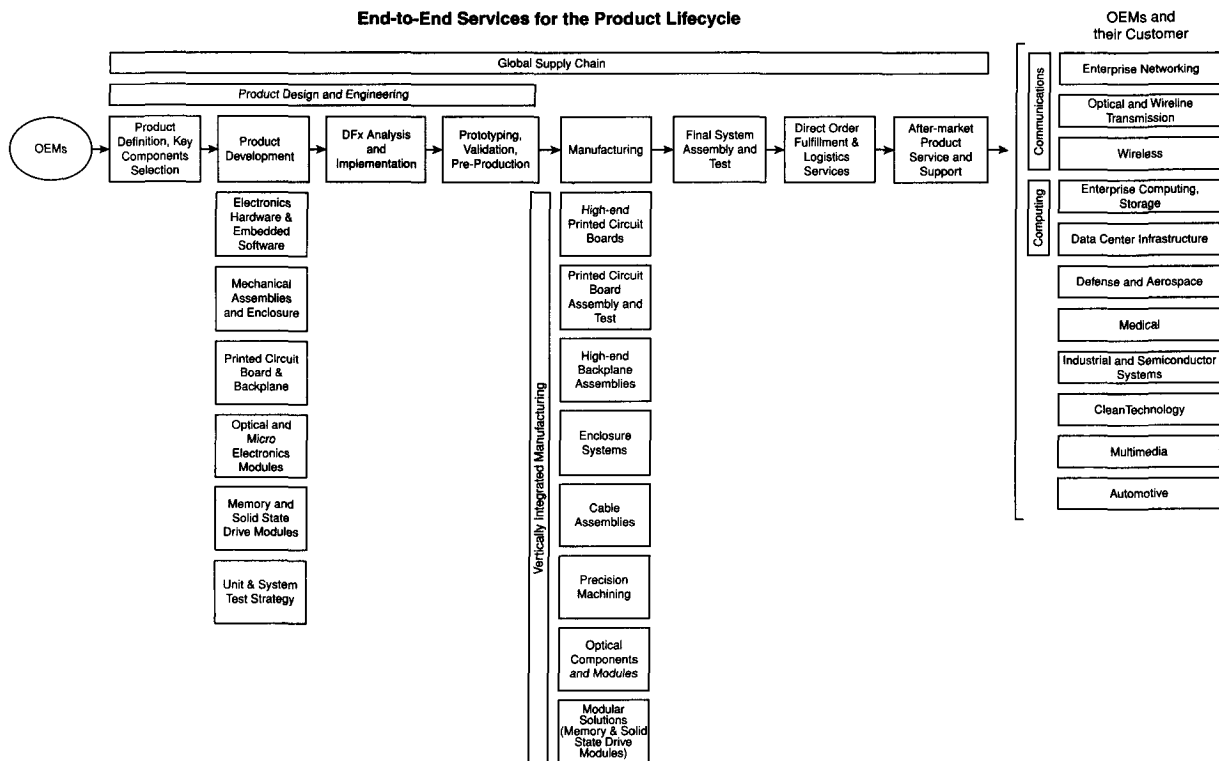 End-to-End Services for the Product Lifecycle
OEMs and
their Customer
Global Supply Chain
Product Design and Engineering
OEMs
Product
Definition, Key
Components
Selection
Product
Development
DFx Analysis
and
Implementation
Prototyping,
Validation,
Pre-Production
Manufacturing
Final System
Assembly and
Test
Direct Order
Fulfillment &
Logistics
Services
After-market
Product
Service and
Support
Electronics
Hardware &
Embedded
Software
Mechanical
Assemblies
and Enclosure
Printed Circuit
Board &
Backplane
Optical and
Micro
Electronics
Modules
Memory and
Solid State
Drive Modules
Unit & System
Test Strategy
Vertically Integrated Manufacturing
High-end
Printed Circuit
Boards
Printed Circuit
Board
Assembly and
Test
High-end
Backplane
Assemblies
Enclosure
Systems
Cable
Assemblies
Precision
Machining
Optical
Components
and Modules
Modular
Solutions
(Memory & Solid
State Drive
Modules)
Communications
Enterprise Networking
Optical and Wireline
Transmission
Wireless
Computing
Enterprise Computing,
Storage
Data Center Infrastructure
Defense and Aerospace
Medical
Industrial and Semiconductor
Systems
CleanTechnology
Multimedia
Automotive